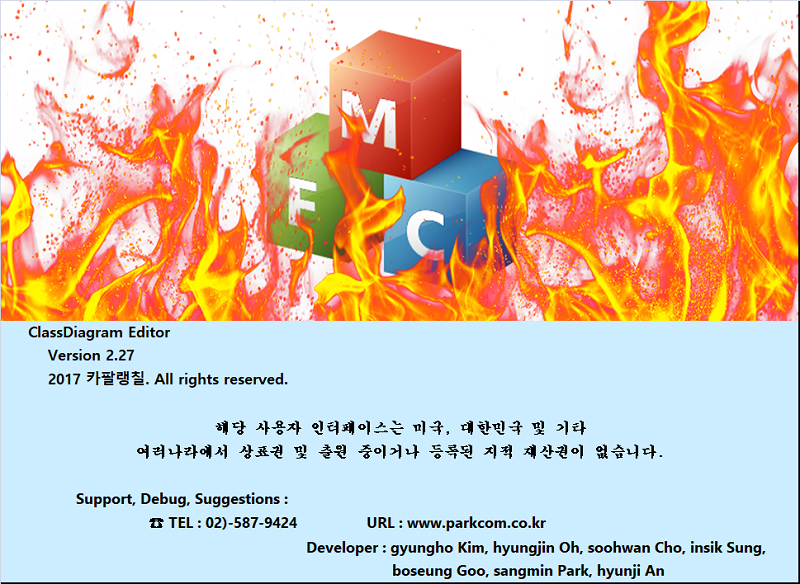 M
F
C
ClassDiagram Editor
Version 2.27
2017 카팔랭칠. All rights reserved.
해당 사용자 인터페이스는 미국, 대한민국 및 기타
여러나라에서 상표권 및 출원 중이거나 등록된 지적 재산권이 없습니다.
Support, Debug, Suggestions :
☎ TEL : 02)-587-9424 URL : www.parkcom.co.kr
Developer : gyungho Kim, hyungjin Oh, soohwan Cho, insik Sung,
boseung Goo, sangmin Park, hyunji An